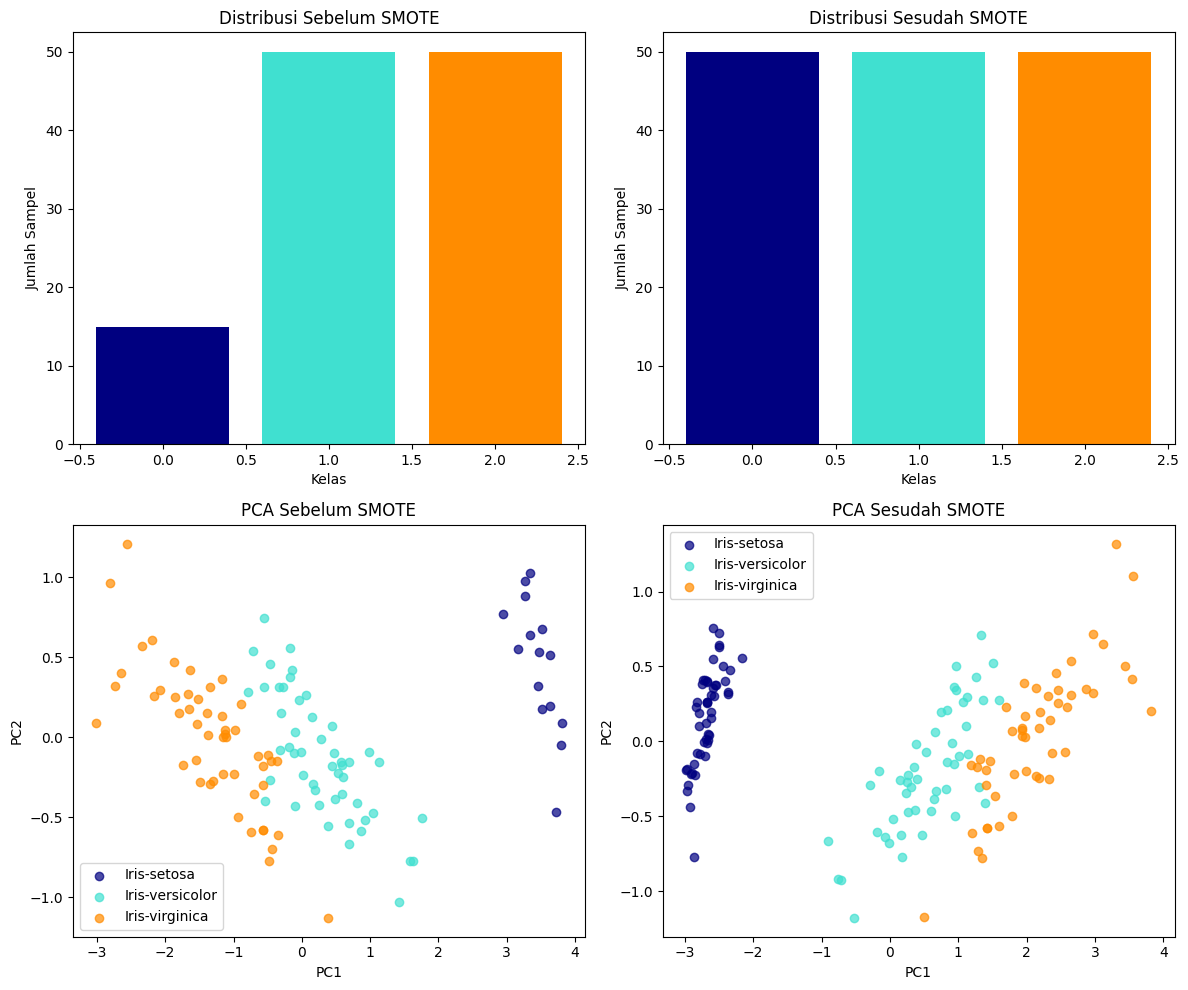 Distribusi Sebelum SMOTE
Jumlah Sampel
50
40
30
20
10
0
−0.5 0.0 0.5 1.0 1.5 2.0 2.5
Kelas
Distribusi Sesudah SMOTE
Jumlah Sampel
50
40
30
20
10
0
−0.5 0.0 0.5 1.0 1.5 2.0 2.5
Kelas
PCA Sebelum SMOTE
PC2
1.0
0.5
0.0
−0.5
−1.0
Iris-setosa
Iris-versicolor
Iris-virginica
−3 −2 −1 0 1 2 3 4
PC1
PCA Sesudah SMOTE
Iris-setosa
Iris-versicolor
Iris-virginica
PC2
1.0
0.5
0.0
−0.5
−1.0
−3 −2 −1 0 1 2 3 4
PC1